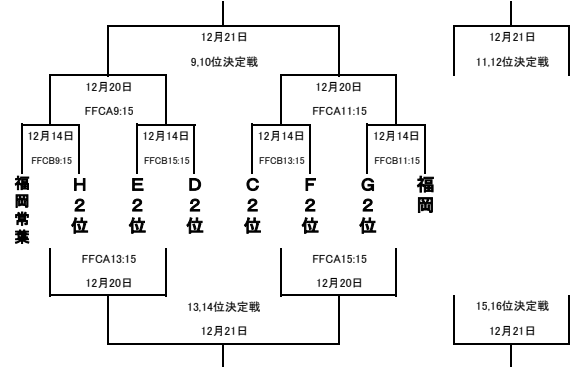 12月21日 12月21日
9,10位決定戦 11,12位決定戦
12月20日 12月20日
FFCA9:15 FFCA11:15
12月14日 12月14日 12月14日 12月14日
FFCB9:15 FFCB15:15 FFCB13:15 FFCB11:15
福岡常葉 H2位 E2位 D2位 C2位 F2位 G2位 福岡
FFCA13:15 FFCA15:15
12月20日 12月20日
13,14位決定戦 15,16位決定戦
12月21日 12月21日